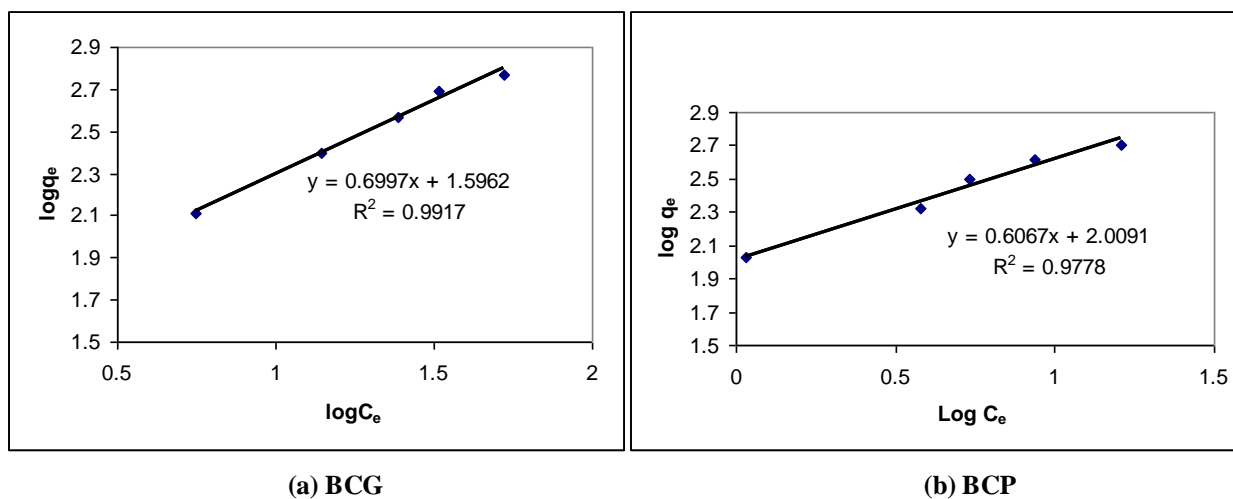 2.9
2.7
2.5
2.3
2.1
1.9
1.7
1.5
logqₑ
y = 0.6997x + 1.5962
R² = 0.9917
0.5 1 1.5 2
logCₑ
(a) BCG
2.9
2.7
2.5
2.3
2.1
1.9
1.7
1.5
log qₑ
y = 0.6067x + 2.0091
R² = 0.9778
0 0.5 1 1.5
Log Cₑ
(b) BCP